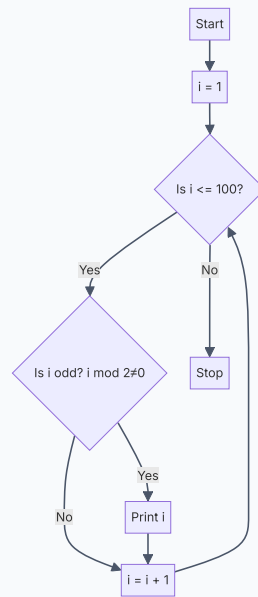 Start
i = 1
Is i <= 100?
Yes
No
Is i odd? i mod 2≠0
Stop
Yes
No
Print i
i = i + 1